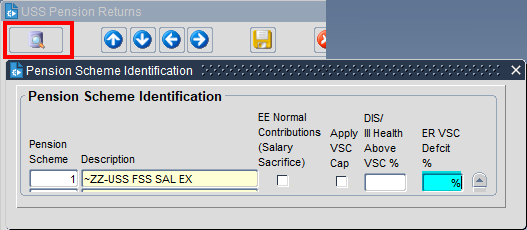 USS Pension Returns
Pension Scheme Identification
Pension Scheme Identification
EE Normal
Contributions
(Salary
Sacrifice)
Apply
VSC
Cap
DIS/
Ill Health
Above
VSC %
ER VSC
Defcit
%
Pension
Scheme
Description
1
~ZZ-USS FSS SAL EX
%